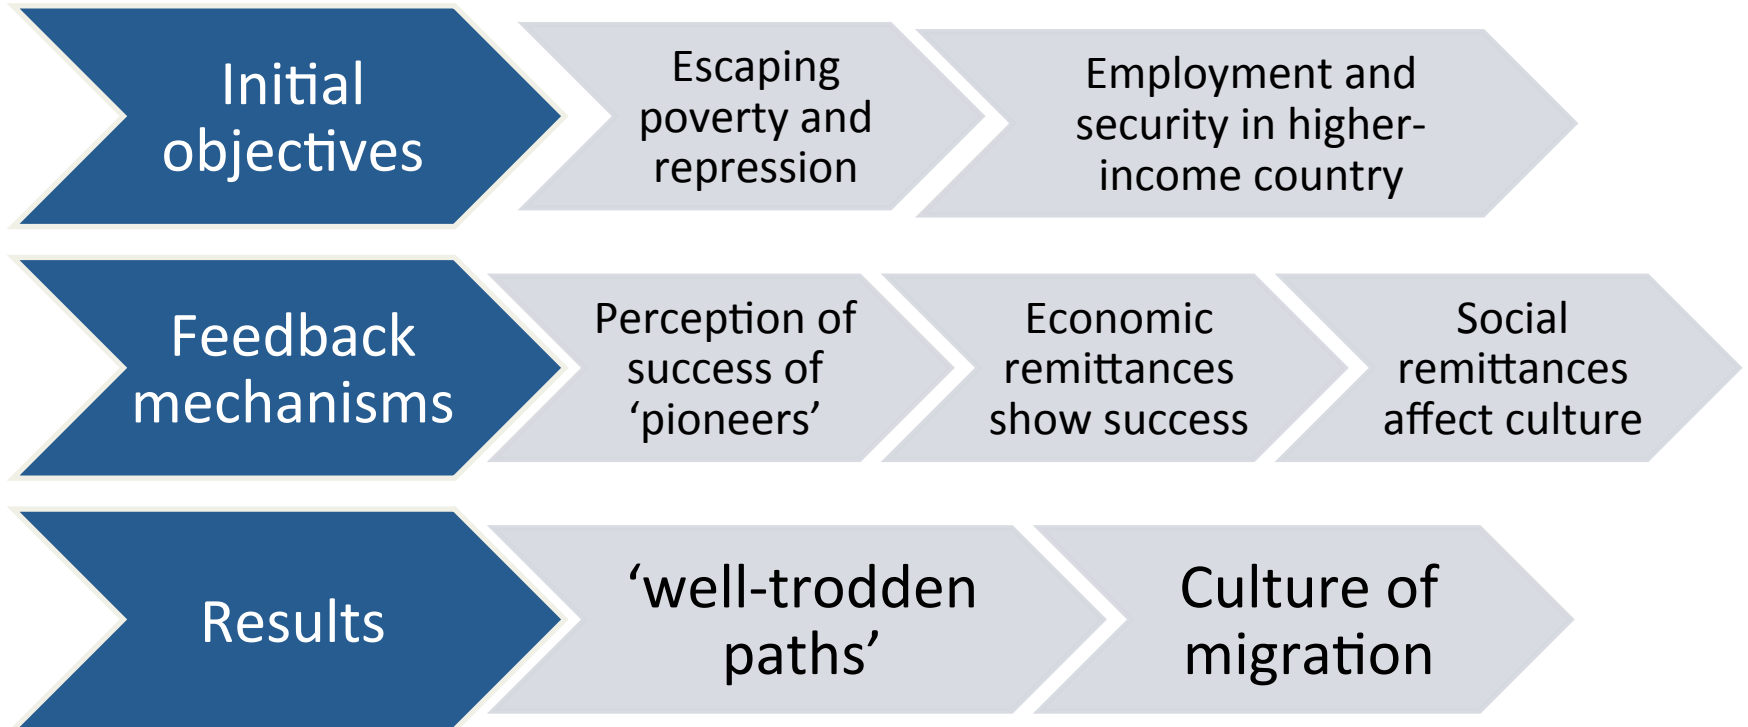 Initial
objectives
Escaping
poverty and
repression
Employment and
security in higher-
income country
Feedback
mechanisms
Perception of
success of
‘pioneers’
Economic
remittances
show success
Social
remittances
affect culture
Results
‘well-trodden
paths’
Culture of
migration